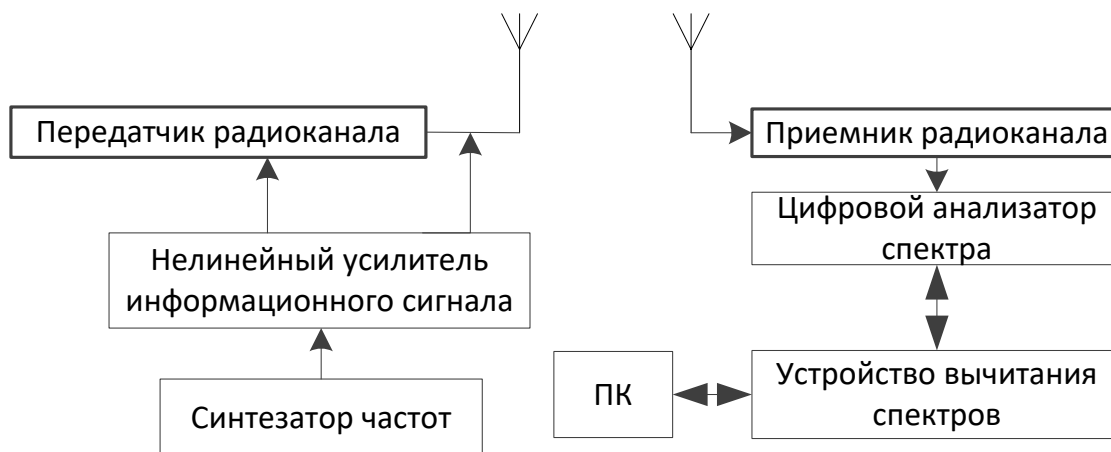 Передатчик радиоканала
Приемник радиоканала
Цифровой анализатор
спектра
Нелинейный усилитель
информационного сигнала
ПК
Устройство вычитания
спектров
Синтезатор частот